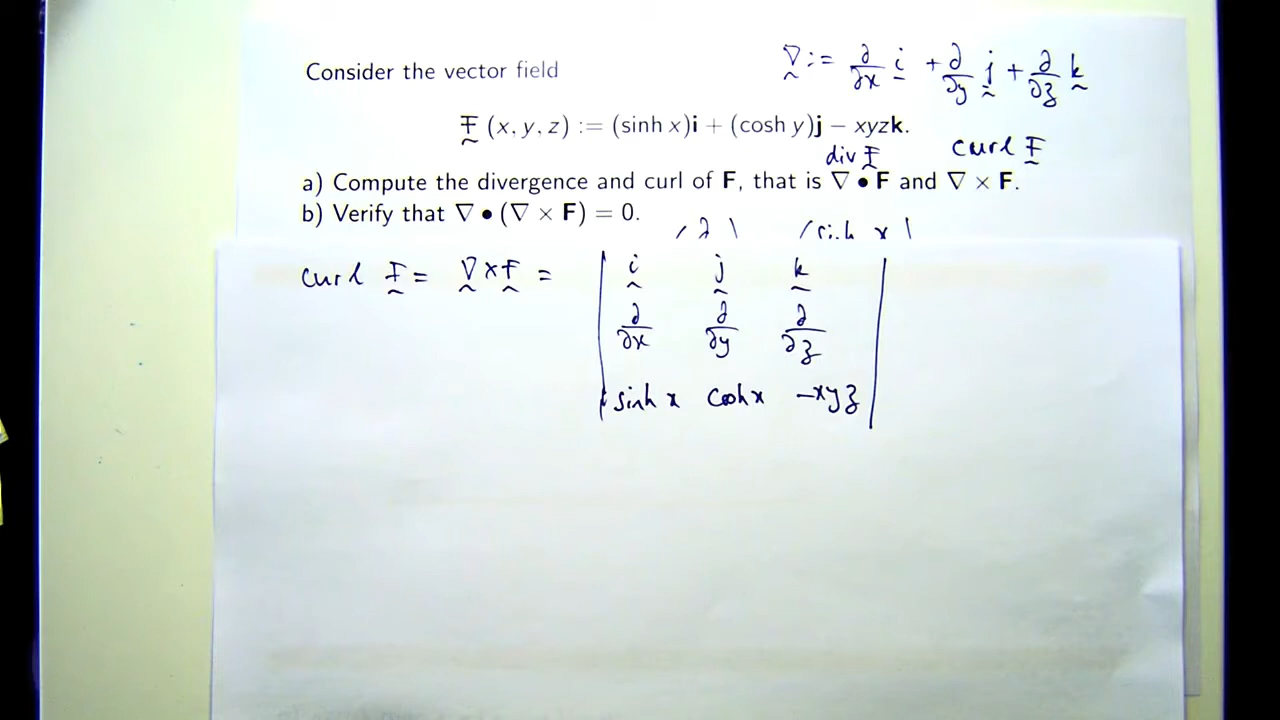 Consider the vector field
∇ := ∂/∂x i + ∂/∂y j + ∂/∂z k
F (x, y, z) := (sinh x)i + (cosh y)j − xyzk.
div F curl F
a) Compute the divergence and curl of F, that is ∇ • F and ∇ × F.
b) Verify that ∇ • (∇ × F) = 0.
curl F = ∇ × F = | i j k |
∂/∂x ∂/∂y ∂/∂z
sinh x cosh x −xyz